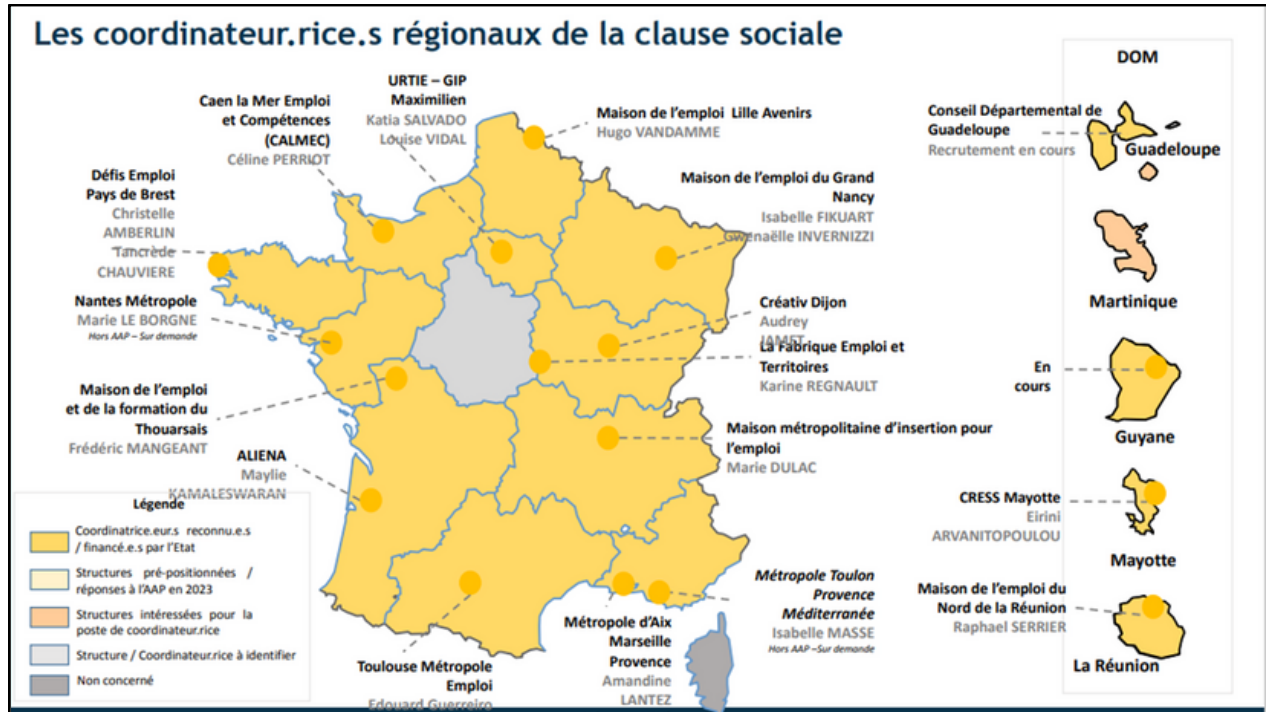 Les coordinateur.rice.s régionaux de la clause sociale
URTIE – GIP
Maximilien
Katia SALVADO
Louise VIDAL
Caen la Mer Emploi
et Compétences
(CALMEC)
Céline PERRIOT
Maison de l'emploi Lille Avenirs
Hugo VANDAMME
Défis Emploi
Pays de Brest
Christelle
AMBERLIN
Tancrède
CHAUVIERE
Maison de l'emploi du Grand
Nancy
Isabelle FIKUART
Gwenaëlle INVERNIZZI
Nantes Métropole
Marie LE BORGNE
Hors AAP – Sur demande
Créativ Dijon
Audrey
JAMET
La Fabrique Emploi et
Territoires
Karine REGNAULT
Maison de l'emploi
et de la formation du
Thouarsais
Frédéric MANGEANT
Maison métropolitaine d'insertion pour
l'emploi
Marie DULAC
ALIENA
Maylie
KAMALESWARAN
Légende
Coordinatrice.eur.s reconnu.e.s
/ financé.e.s par l'Etat
Structures pré-positionnées /
réponses à l'AAP en 2023
Structures intéressées pour la
poste de coordinateur.rice
Structure / Coordinateur.rice à identifier
Non concerné
Toulouse Métropole
Emploi
Edouard Guerreiro
Métropole d'Aix
Marseille
Provence
Amandine
LANTEZ
Métropole Toulon
Provence
Méditerranée
Isabelle MASSE
Hors AAP –Sur demande
DOM
Conseil Départemental de
Guadeloupe
Recrutement en cours
Guadeloupe
Martinique
En
cours
Guyane
CRESS Mayotte
Eirini
ARVANITOPOULOU
Mayotte
Maison de l'emploi du
Nord de la Réunion
Raphael SERRIER
La Réunion